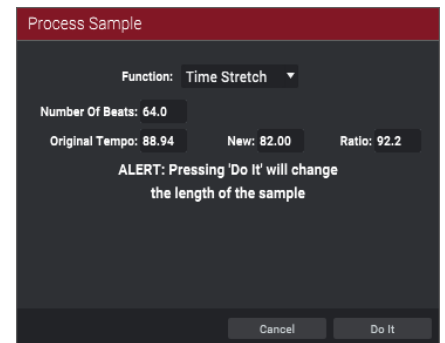 Process Sample
Function: Time Stretch
Number Of Beats: 64.0
Original Tempo: 88.94 New: 82.00 Ratio: 92.2
ALERT: Pressing 'Do It' will change
the length of the sample
Cancel Do It